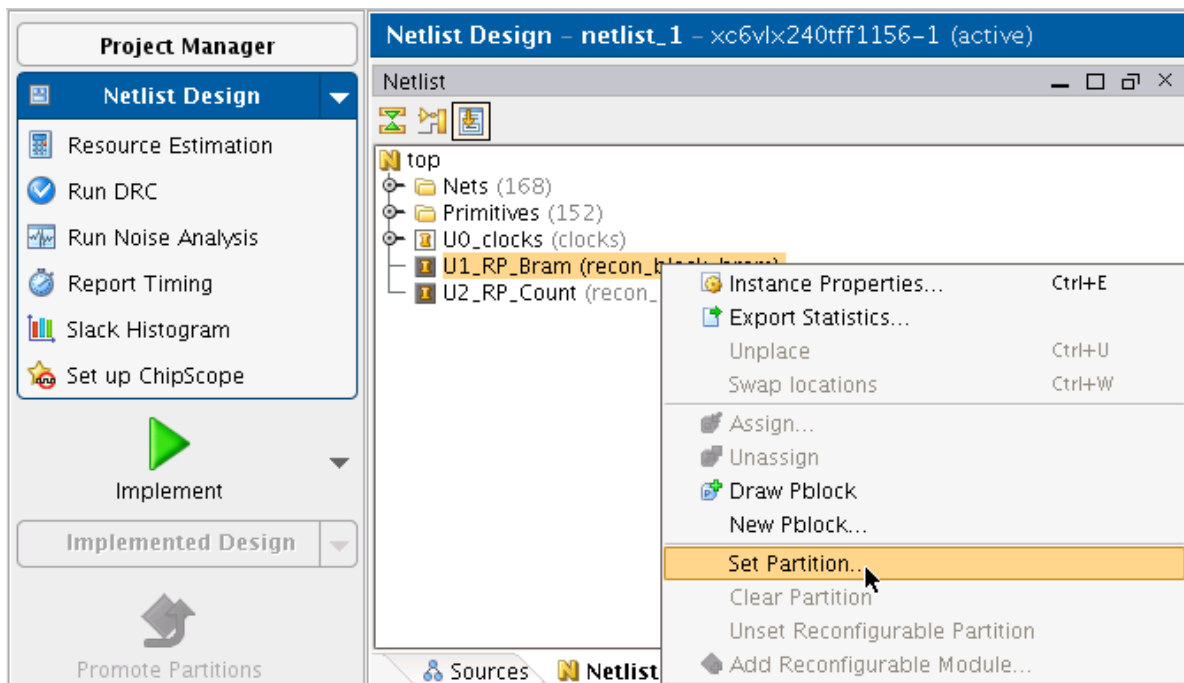 Project Manager
Netlist Design
Resource Estimation
Run DRC
Run Noise Analysis
Report Timing
Slack Histogram
Set up ChipScope
Implement
Implemented Design
Promote Partitions
Netlist Design - netlist_1 - xc6vlx240tff1156-1 (active)
Netlist
top
Nets (168)
Primitives (152)
U0_clocks (clocks)
U1_RP_Bram (recon_block_bram)
U2_RP_Count (recon_
Instance Properties... Ctrl+E
Export Statistics...
Unplace Ctrl+U
Swap locations Ctrl+W
Assign...
Unassign
Draw Pblock
New Pblock...
Set Partition...
Clear Partition
Unset Reconfigurable Partition
Add Reconfigurable Module...
Sources Netlist